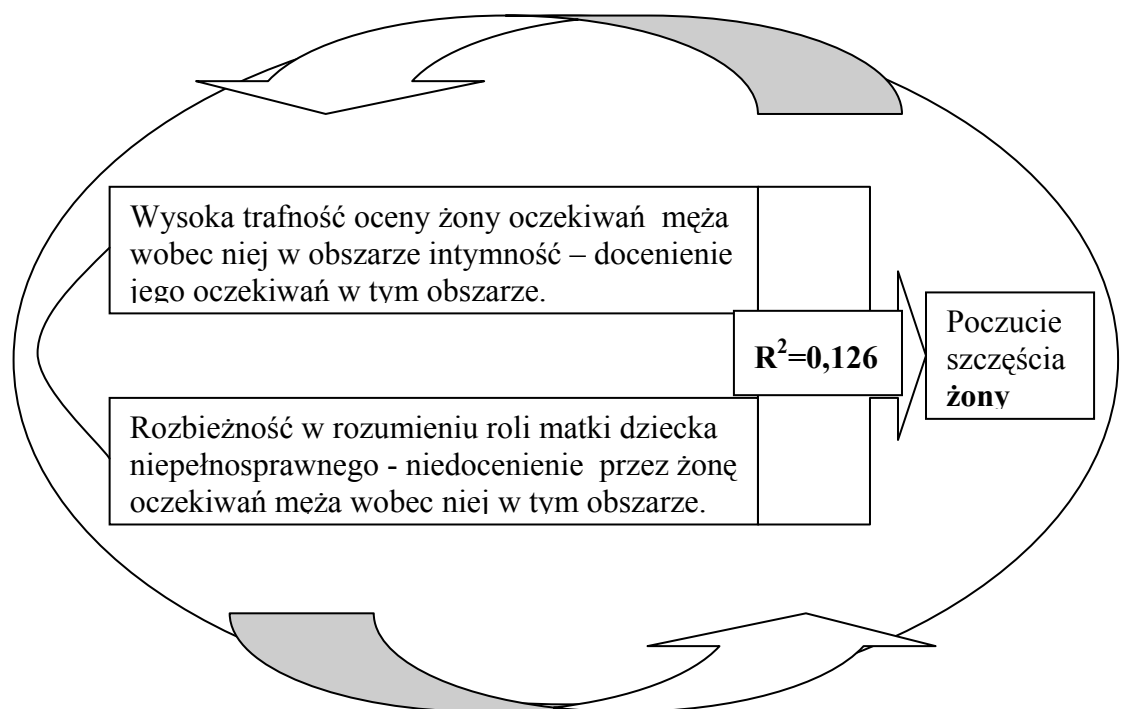 Wysoka trafność oceny żony oczekiwań męża
wobec niej w obszarze intymność – docenienie
jego oczekiwań w tym obszarze.
R²=0,126
Poczucie
szczęścia
żony
Rozbieżność w rozumieniu roli matki dziecka
niepełnosprawnego - niedocenienie przez żonę
oczekiwań męża wobec niej w tym obszarze.